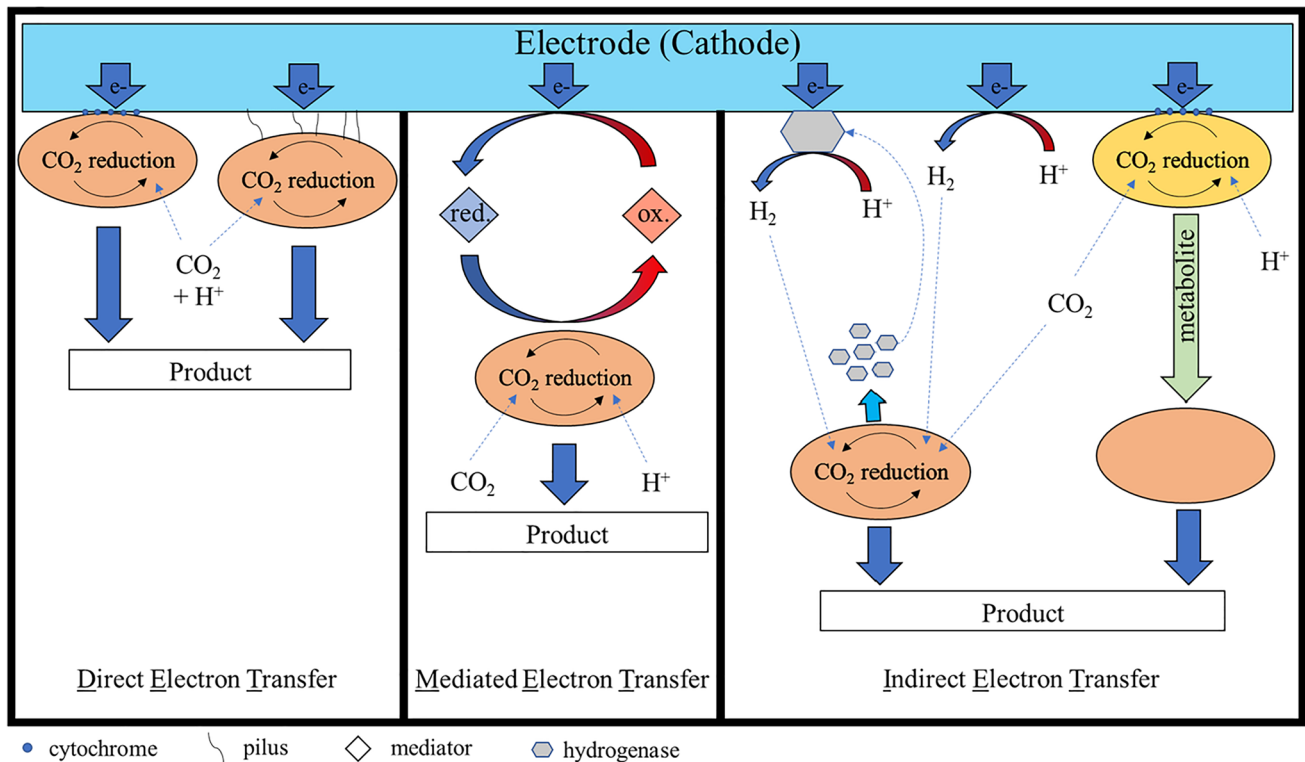 Electrode (Cathode)
e-
e-
e-
e-
e-
e-
CO₂ reduction
CO₂ reduction
CO₂
+ H⁺
Product
Direct Electron Transfer
red.
ox.
CO₂ reduction
CO₂
H⁺
Product
Mediated Electron Transfer
H₂
H⁺
H₂
H⁺
CO₂ reduction
H⁺
CO₂
metabolite
CO₂ reduction
Product
Indirect Electron Transfer
cytochrome
pilus
mediator
hydrogenase